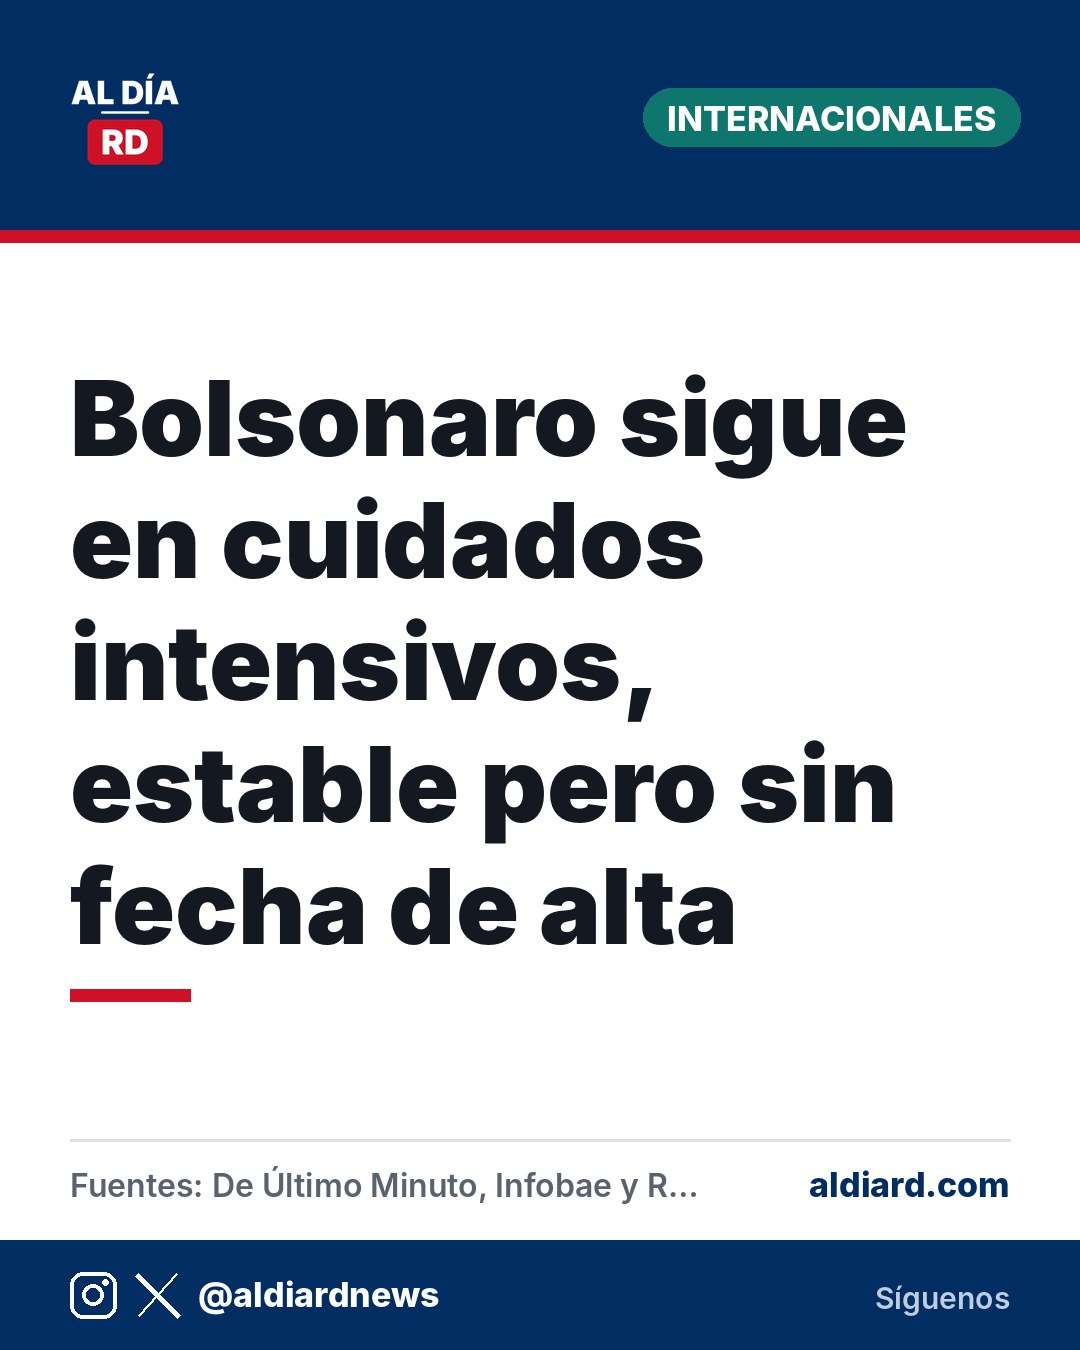 AL DÍA
RD
INTERNACIONALES
Bolsonaro sigue
en cuidados
intensivos,
estable pero sin
fecha de alta
Fuentes: De Último Minuto, Infobae y R...
aldiard.com
@aldiardnews
Síguenos